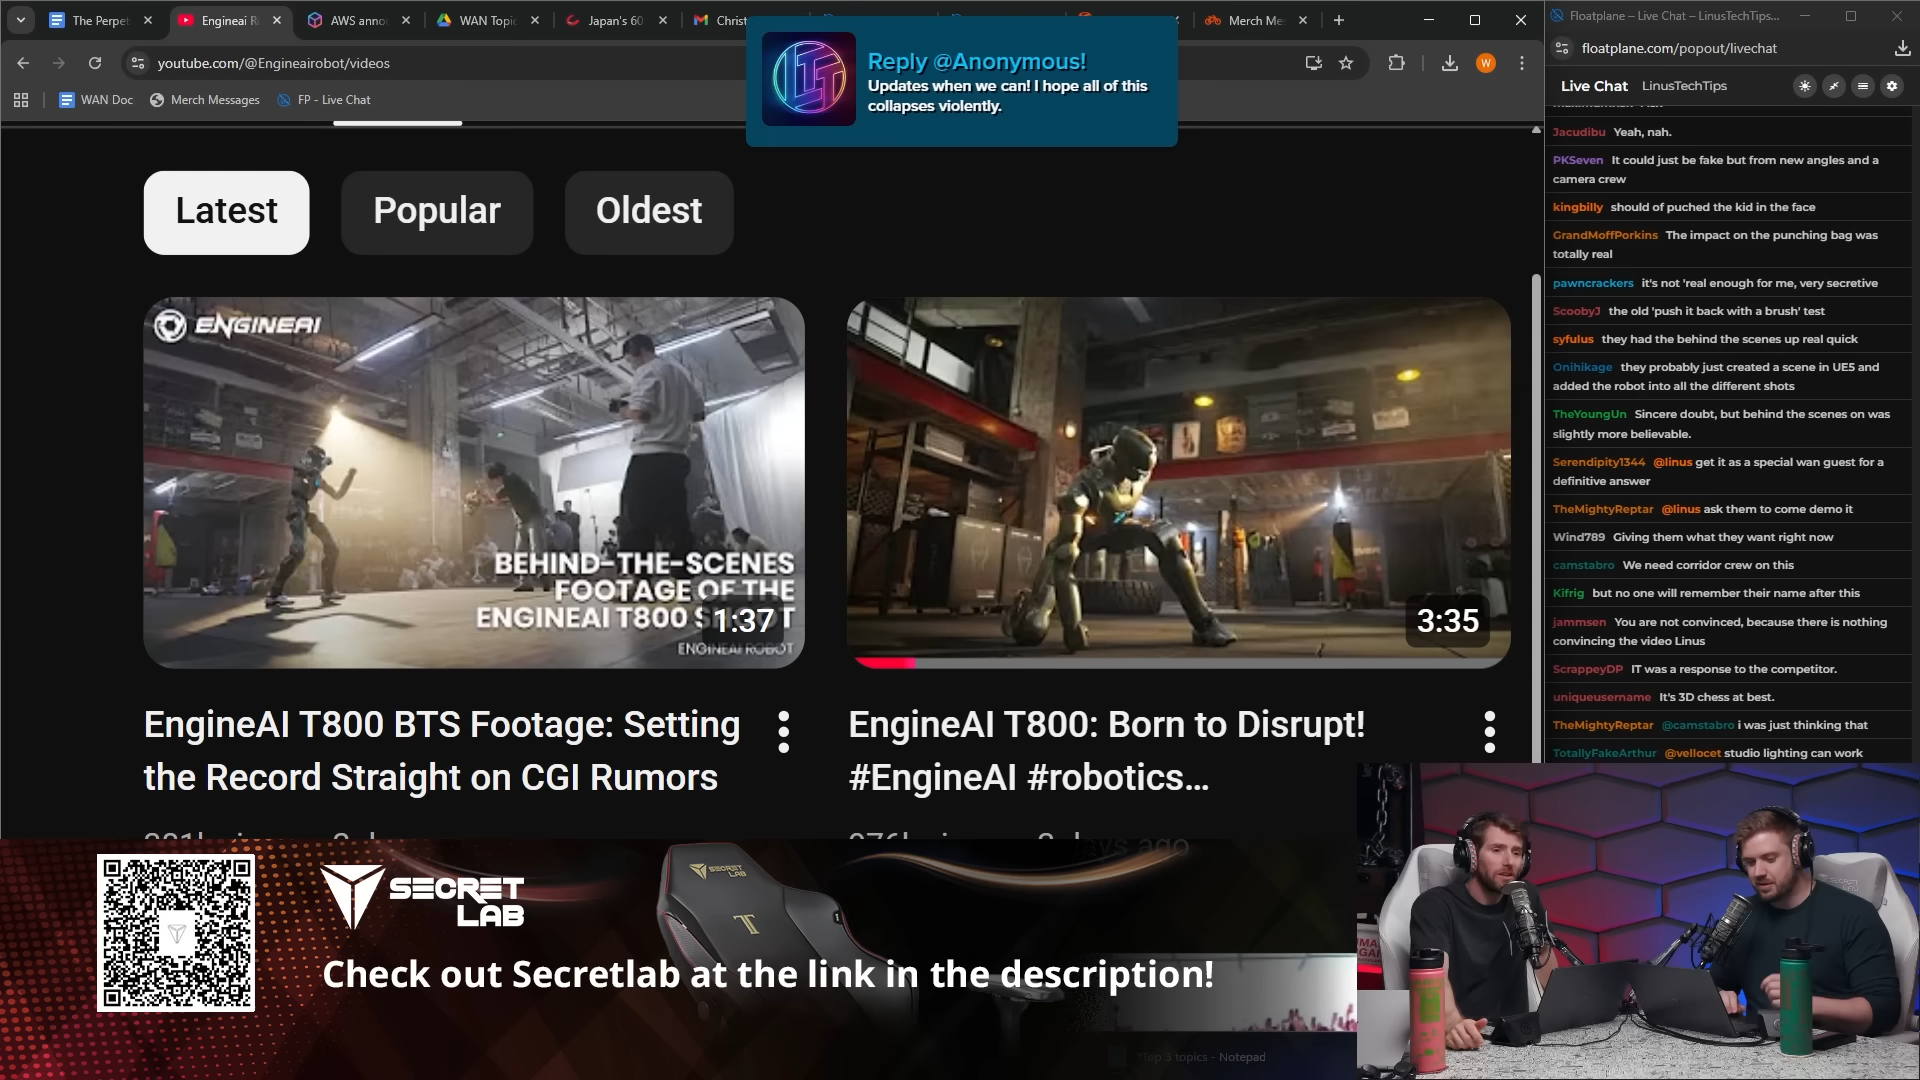 The Perpet
Engineai R
AWS anno
WAN Topic
Japan's 60
Christ
Merch Me
Floatplane – Live Chat – LinusTechTips...
youtube.com/@Engineairobot/videos
W
floatplane.com/popout/livechat
WAN Doc
Merch Messages
FP - Live Chat
Reply @Anonymous!
Updates when we can! I hope all of this
collapses violently.
Live Chat LinusTechTips
Jacudibu Yeah, nah.
PKSeven It could just be fake but from new angles and a
camera crew
kingbilly should of puched the kid in the face
GrandMoffPorkins The impact on the punching bag was
totally real
pawncrackers it's not 'real enough for me, very secretive
ScoobyJ the old 'push it back with a brush' test
syfulus they had the behind the scenes up real quick
Onihikage they probably just created a scene in UE5 and
added the robot into all the different shots
TheYoungUn Sincere doubt, but behind the scenes on was
slightly more believable.
Serendipity1344 @linus get it as a special wan guest for a
definitive answer
TheMightyReptar @linus ask them to come demo it
Wind789 Giving them what they want right now
camstabro We need corridor crew on this
Kifrig but no one will remember their name after this
jammsen You are not convinced, because there is nothing
convincing the video Linus
ScrappeyDP IT was a response to the competitor.
uniqueusername It's 3D chess at best.
TheMightyReptar @camstabro i was just thinking that
TotallyFakeArthur @vellocet studio lighting can work
Latest
Popular
Oldest
ENGINEAI
BEHIND-THE-SCENES
FOOTAGE OF THE
ENGINEAI T800 S T
1:37
ENGINEAI ROBOT
3:35
EngineAI T800 BTS Footage: Setting
the Record Straight on CGI Rumors
EngineAI T800: Born to Disrupt!
#EngineAI #robotics...
days ago
SECRET
LAB
SECRET
LAB
Check out Secretlab at the link in the description!
Top 3 topics - Notepad